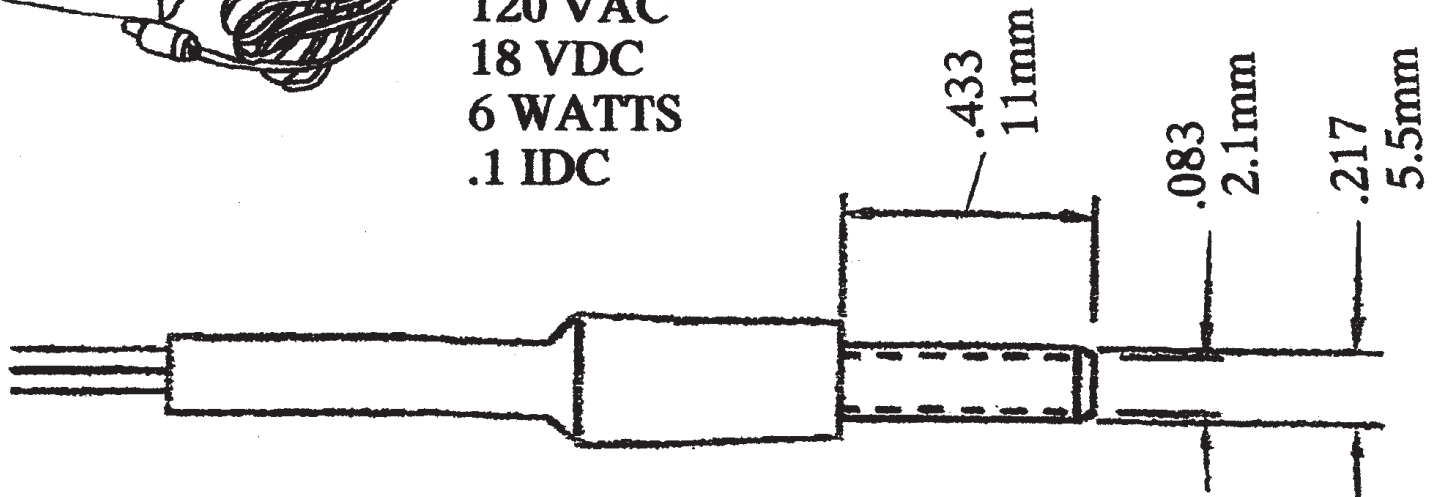 120 VAC
18 VDC
6 WATTS
.1 IDC
.433
11mm
.083
2.1mm
.217
5.5mm